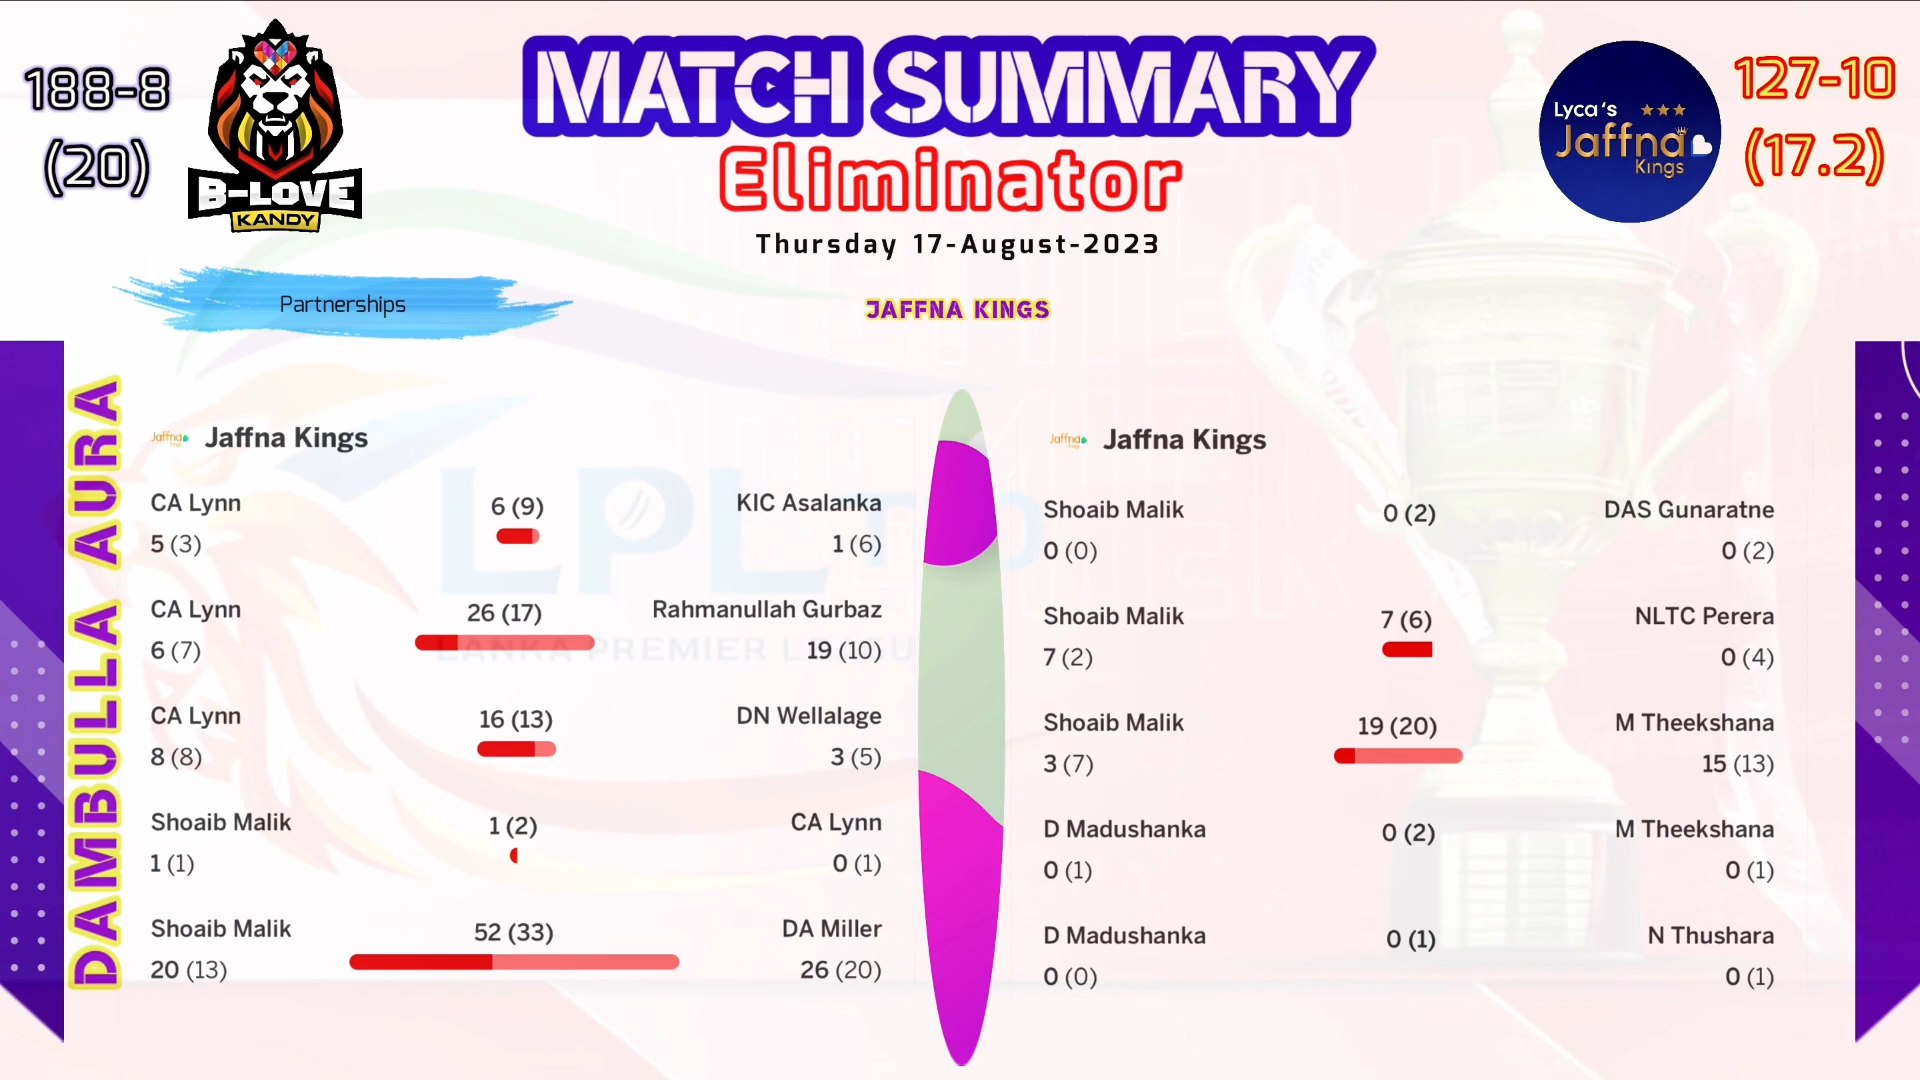 188-8
(20)
B-LOVE
KANDY
MATCH SUMMARY
Eliminator
Thursday 17-August-2023
Lyca's
Jaffna
Kings
127-10
(17.2)
Partnerships
JAFFNA KINGS
DAMBULLA AURA
Jaffna Kings
CA Lynn 6 (9) KIC Asalanka
5 (3) 1 (6)
CA Lynn 26 (17) Rahmanullah Gurbaz
6 (7) 19 (10)
CA Lynn 16 (13) DN Wellalage
8 (8) 3 (5)
Shoaib Malik 1 (2) CA Lynn
1 (1) 0 (1)
Shoaib Malik 52 (33) DA Miller
20 (13) 26 (20)
Jaffna Kings
Shoaib Malik 0 (2) DAS Gunaratne
0 (0) 0 (2)
Shoaib Malik 7 (6) NLTC Perera
7 (2) 0 (4)
Shoaib Malik 19 (20) M Theekshana
3 (7) 15 (13)
D Madushanka 0 (2) M Theekshana
0 (1) 0 (1)
D Madushanka 0 (1) N Thushara
0 (0) 0 (1)
LPL
LANKA PREMIER